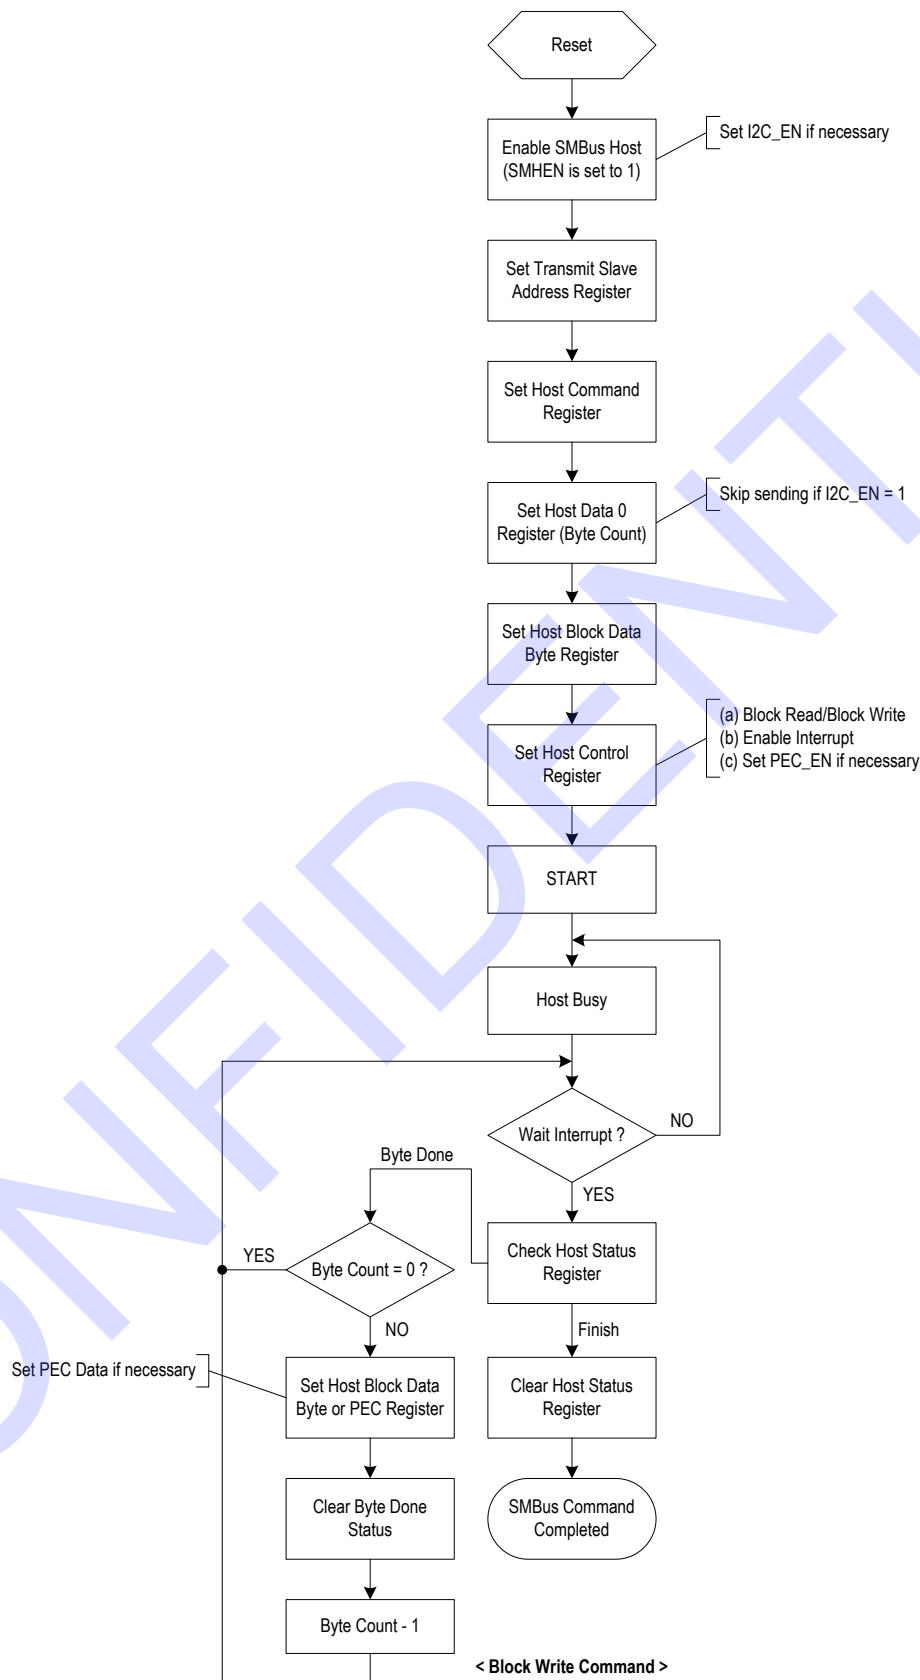 Reset
Enable SMBus Host
(SMHEN is set to 1)
Set I2C_EN if necessary
Set Transmit Slave
Address Register
Set Host Command
Register
Set Host Data 0
Register (Byte Count)
Skip sending if I2C_EN = 1
Set Host Block Data
Byte Register
Set Host Control
Register
(a) Block Read/Block Write
(b) Enable Interrupt
(c) Set PEC_EN if necessary
START
Host Busy
Wait Interrupt ?
NO
YES
Byte Done
Check Host Status
Register
Byte Count = 0 ?
YES
NO
Finish
Set PEC Data if necessary
Set Host Block Data
Byte or PEC Register
Clear Host Status
Register
Clear Byte Done
Status
SMBus Command
Completed
Byte Count - 1
< Block Write Command >
ONFIDENTI